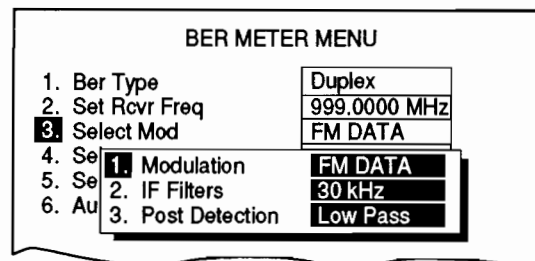 BER METER MENU
1. Ber Type Duplex
2. Set Rcvr Freq 999.0000 MHz
3. Select Mod FM DATA
4. Se
5. Se
6. Au
1. Modulation FM DATA
2. IF Filters 30 kHz
3. Post Detection Low Pass